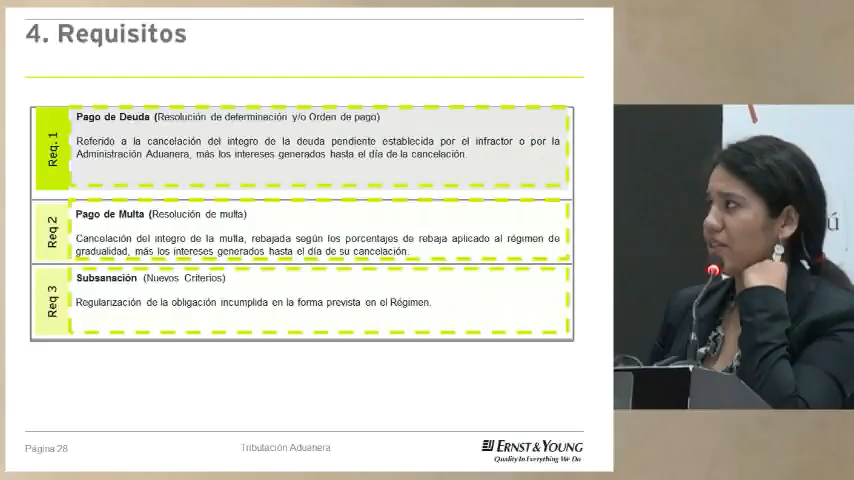 4. Requisitos
Req. 1
Pago de Deuda (Resolución de determinación y/o Orden de pago)
Referido a la cancelación del integro de la deuda pendiente establecida por el infractor o por la
Administración Aduanera, más los intereses generados hasta el día de la cancelación.
Req 2
Pago de Multa (Resolución de multa)
Cancelación del integro de la multa, rebajada según los porcentajes de rebaja aplicado al régimen de
gradualidad, más los intereses generados hasta el día de su cancelación.
Req 3
Subsanación (Nuevos Criterios)
Regularización de la obligación incumplida en la forma prevista en el Régimen.
Página 28
Tributación Aduanera
ERNST & YOUNG
Quality In Everything We Do
ú